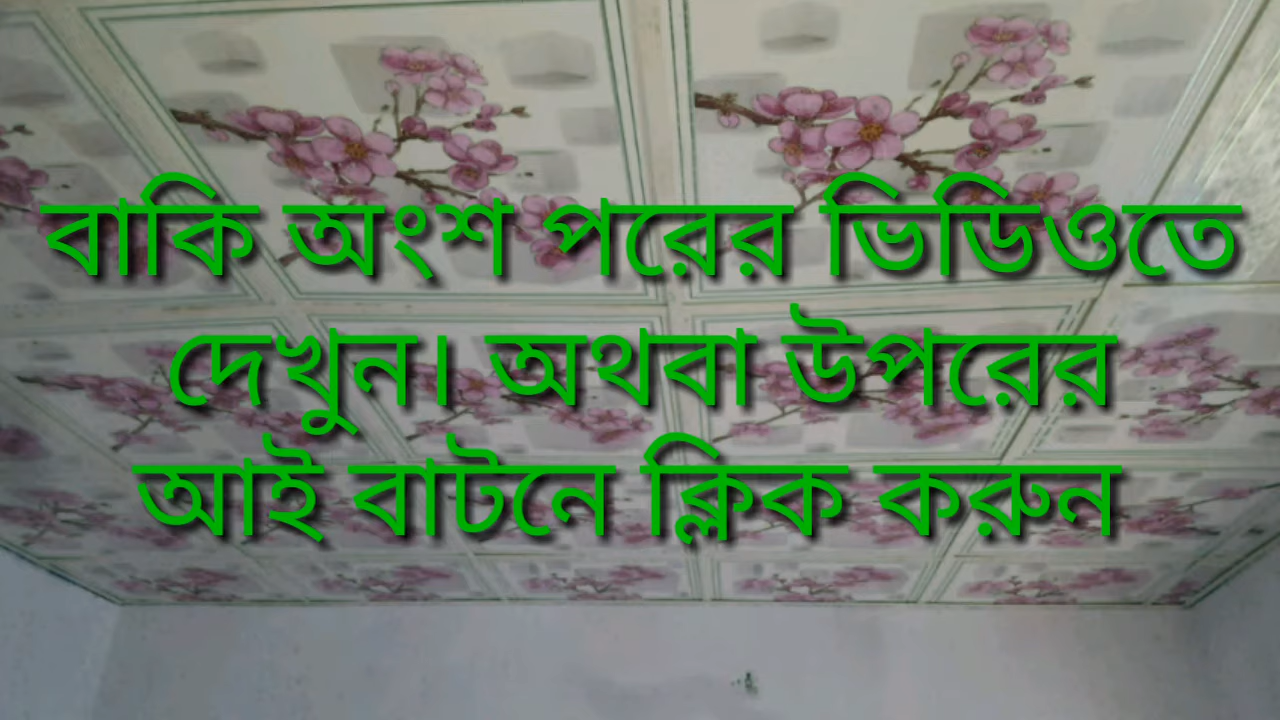 বাকি অংশ পরের ভিডিওতে
দেখুন। অথবা উপরের
আই বাটনে ক্লিক করুন